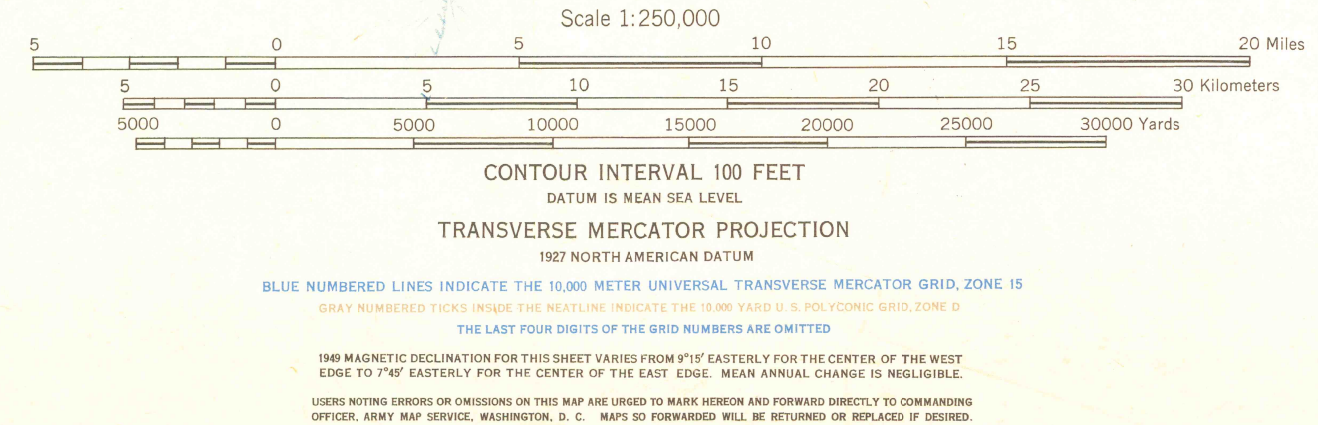 Scale 1:250,000
5 0 5 10 15 20 Miles
5 0 5 10 15 20 25 30 Kilometers
5000 0 5000 10000 15000 20000 25000 30000 Yards
CONTOUR INTERVAL 100 FEET
DATUM IS MEAN SEA LEVEL
TRANSVERSE MERCATOR PROJECTION
1927 NORTH AMERICAN DATUM
BLUE NUMBERED LINES INDICATE THE 10,000 METER UNIVERSAL TRANSVERSE MERCATOR GRID, ZONE 15
GRAY NUMBERED TICKS INSIDE THE NEATLINE INDICATE THE 10,000 YARD U. S. POLYCONIC GRID, ZONE D
THE LAST FOUR DIGITS OF THE GRID NUMBERS ARE OMITTED
1949 MAGNETIC DECLINATION FOR THIS SHEET VARIES FROM 9°15′ EASTERLY FOR THE CENTER OF THE WEST
EDGE TO 7°45′ EASTERLY FOR THE CENTER OF THE EAST EDGE. MEAN ANNUAL CHANGE IS NEGLIGIBLE.
USERS NOTING ERRORS OR OMISSIONS ON THIS MAP ARE URGED TO MARK HEREON AND FORWARD DIRECTLY TO COMMANDING
OFFICER, ARMY MAP SERVICE, WASHINGTON, D. C. MAPS SO FORWARDED WILL BE RETURNED OR REPLACED IF DESIRED.